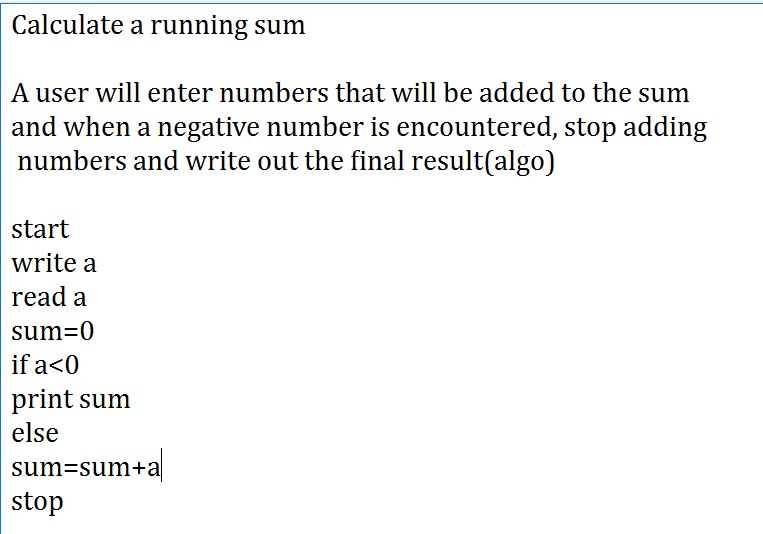 Calculate a running sum
A user will enter numbers that will be added to the sum
and when a negative number is encountered, stop adding
numbers and write out the final result(algo)
start
write a
read a
sum=0
if a<0
print sum
else
sum=sum+a
stop